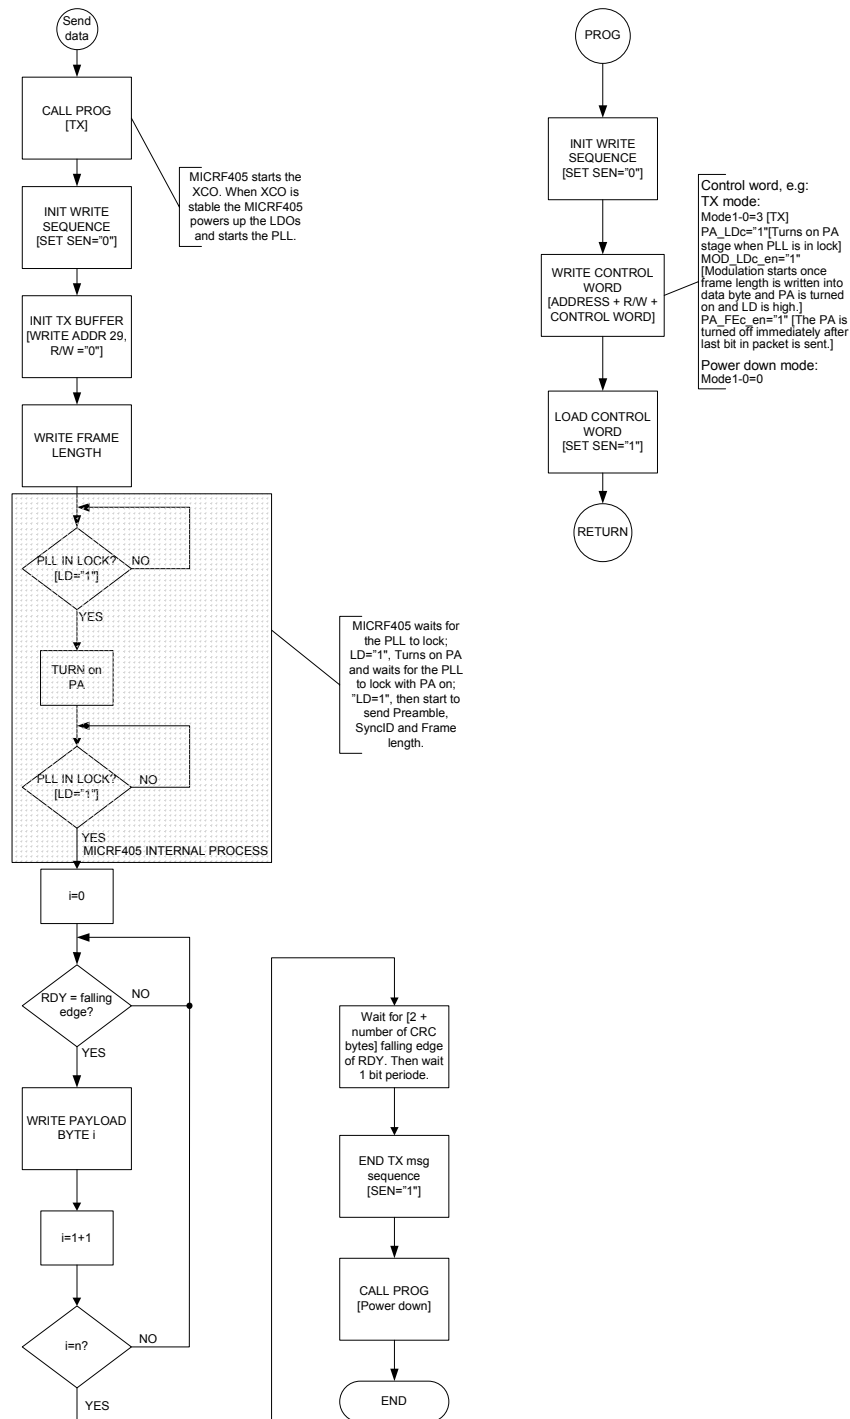 Send
data
CALL PROG
[TX]
MICRF405 starts the
XCO. When XCO is
stable the MICRF405
powers up the LDOs
and starts the PLL.
INIT WRITE
SEQUENCE
[SET SEN="0"]
INIT TX BUFFER
[WRITE ADDR 29,
R/W ="0"]
WRITE FRAME
LENGTH
PLL IN LOCK?
[LD="1"]
NO
YES
TURN on
PA
PLL IN LOCK?
[LD="1"]
NO
YES
MICRF405 INTERNAL PROCESS
MICRF405 waits for
the PLL to lock;
LD="1", Turns on PA
and waits for the PLL
to lock with PA on;
"LD=1", then start to
send Preamble,
SyncID and Frame
length.
i=0
RDY = falling
edge?
NO
YES
WRITE PAYLOAD
BYTE i
i=1+1
i=n?
NO
YES
Wait for [2 +
number of CRC
bytes] falling edge
of RDY. Then wait
1 bit periode.
END TX msg
sequence
[SEN="1"]
CALL PROG
[Power down]
END
PROG
INIT WRITE
SEQUENCE
[SET SEN="0"]
WRITE CONTROL
WORD
[ADDRESS + R/W +
CONTROL WORD]
LOAD CONTROL
WORD
[SET SEN="1"]
RETURN
Control word, e.g:
TX mode:
Mode1-0=3 [TX]
PA_LDc="1"[Turns on PA
stage when PLL is in lock]
MOD_LDc_en="1"
[Modulation starts once
frame length is written into
data byte and PA is turned
on and LD is high.]
PA_FEc_en="1" [The PA is
turned off immediately after
last bit in packet is sent.]
Power down mode:
Mode1-0=0